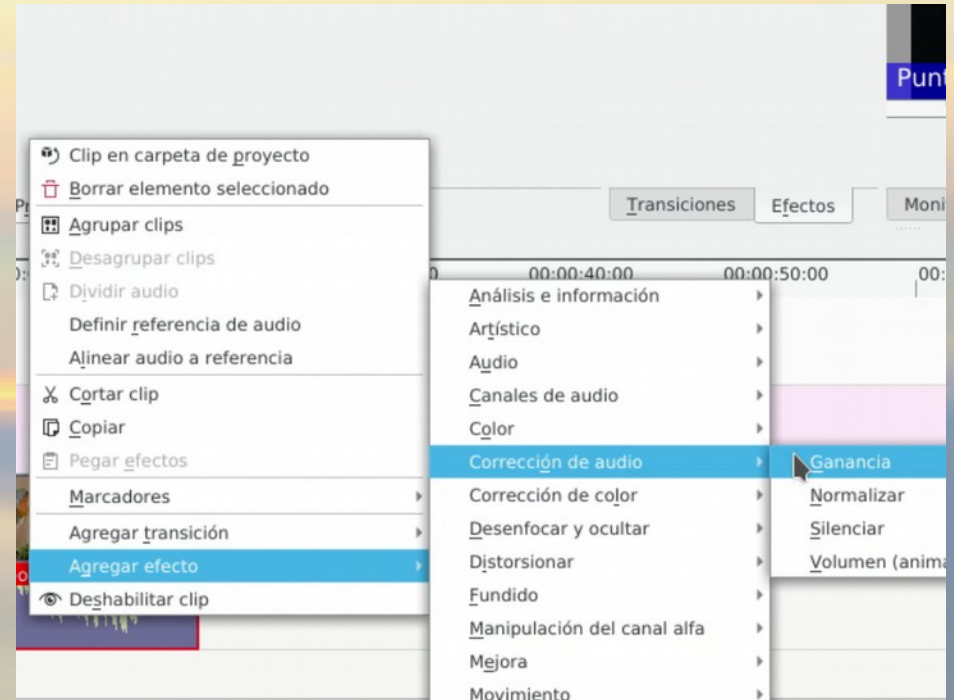 Punt
Clip en carpeta de proyecto
Borrar elemento seleccionado
Transiciones
Efectos
Moni
Agrupar clips
Desagrupar clips
00:00:40:00
00:00:50:00
00:
Dividir audio
Definir referencia de audio
Alinear audio a referencia
Cortar clip
Copiar
Pegar efectos
Marcadores
Agregar transición
Agregar efecto
Deshabilitar clip
Análisis e información
Artístico
Audio
Canales de audio
Color
Corrección de audio
Corrección de color
Desenfocar y ocultar
Distorsionar
Fundido
Manipulación del canal alfa
Mejora
Movimiento
Ganancia
Normalizar
Silenciar
Volumen (anima